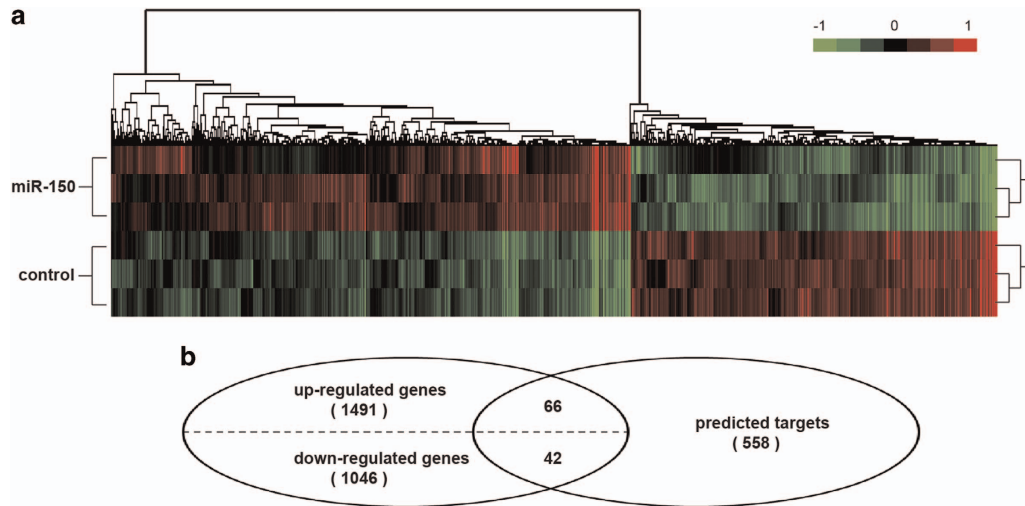 a
-1 0 1
miR-150
control
b
up-regulated genes
( 1491 )
66
predicted targets
( 558 )
down-regulated genes
( 1046 )
42